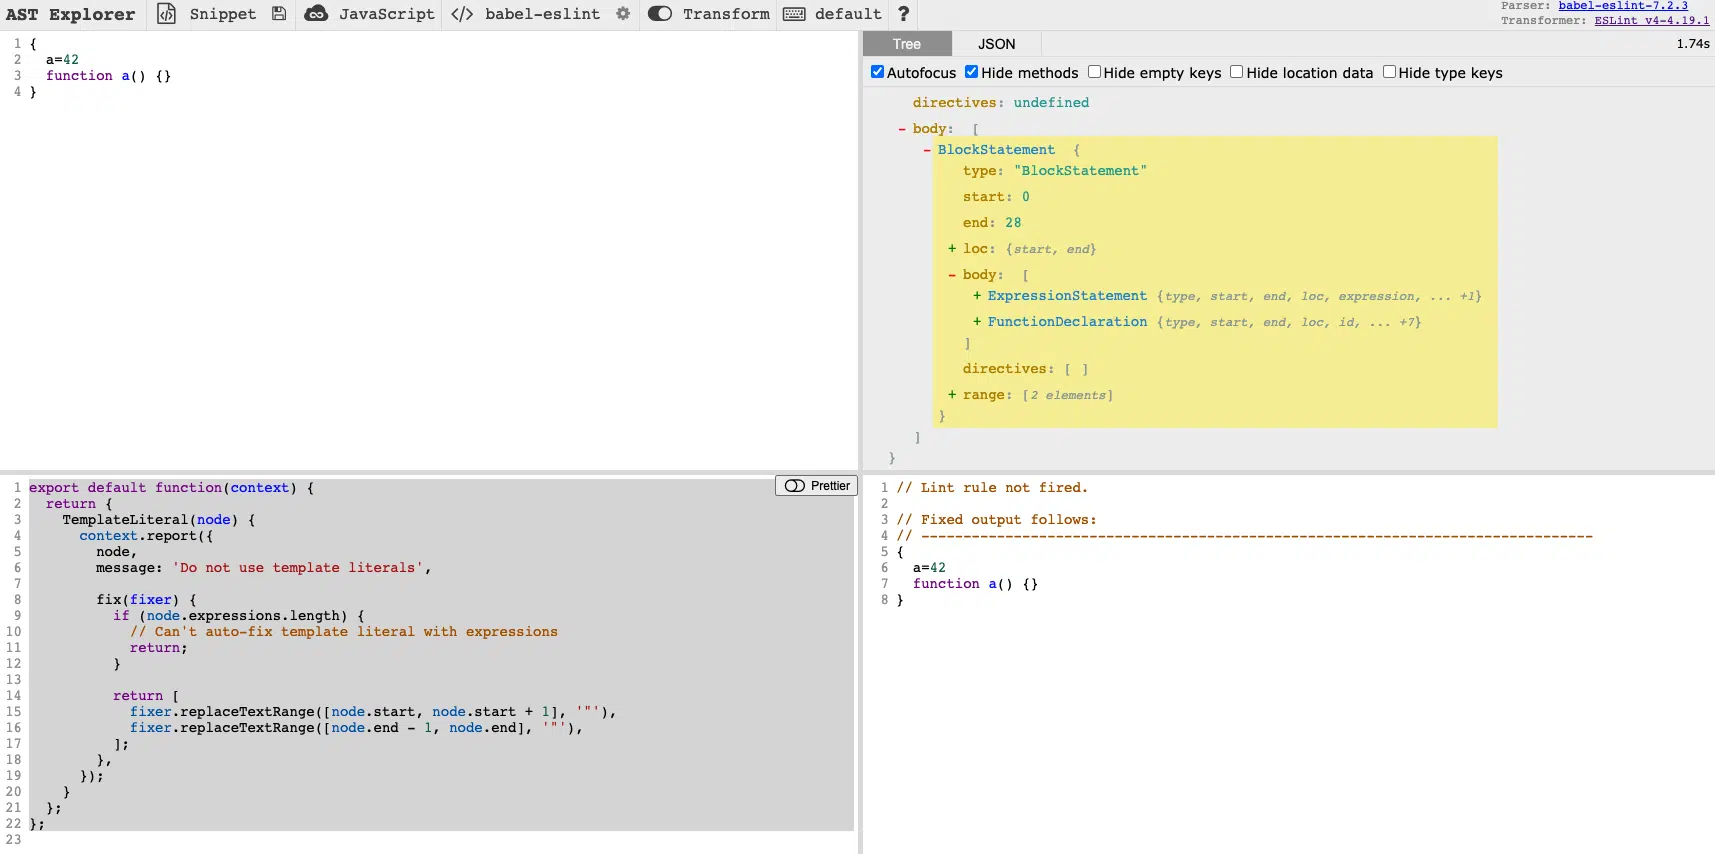 AST Explorer Snippet JavaScript </> babel-eslint Transform default ?
Parser: babel-eslint-7.2.3
Transformer: ESLint v4-4.19.1
1 {
2   a=42
3   function a() {}
4 }
Tree JSON 1.74s
Autofocus Hide methods Hide empty keys Hide location data Hide type keys
directives: undefined
- body: [
- BlockStatement {
type: "BlockStatement"
start: 0
end: 28
+ loc: {start, end}
- body: [
+ ExpressionStatement {type, start, end, loc, expression, ... +1}
+ FunctionDeclaration {type, start, end, loc, id, ... +7}
]
directives: [ ]
+ range: [2 elements]
}
]
}
Prettier
1 export default function(context) {
2   return {
3     TemplateLiteral(node) {
4       context.report({
5         node,
6         message: 'Do not use template literals',
7
8         fix(fixer) {
9           if (node.expressions.length) {
10             // Can't auto-fix template literal with expressions
11             return;
12           }
13
14           return [
15             fixer.replaceTextRange([node.start, node.start + 1], '"'),
16             fixer.replaceTextRange([node.end - 1, node.end], '"'),
17           ];
18         },
19       });
20     }
21   };
22 };
23
1 // Lint rule not fired.
2
3 // Fixed output follows:
4 // --------------------------------------------------------------------------------
5 {
6   a=42
7   function a() {}
8 }